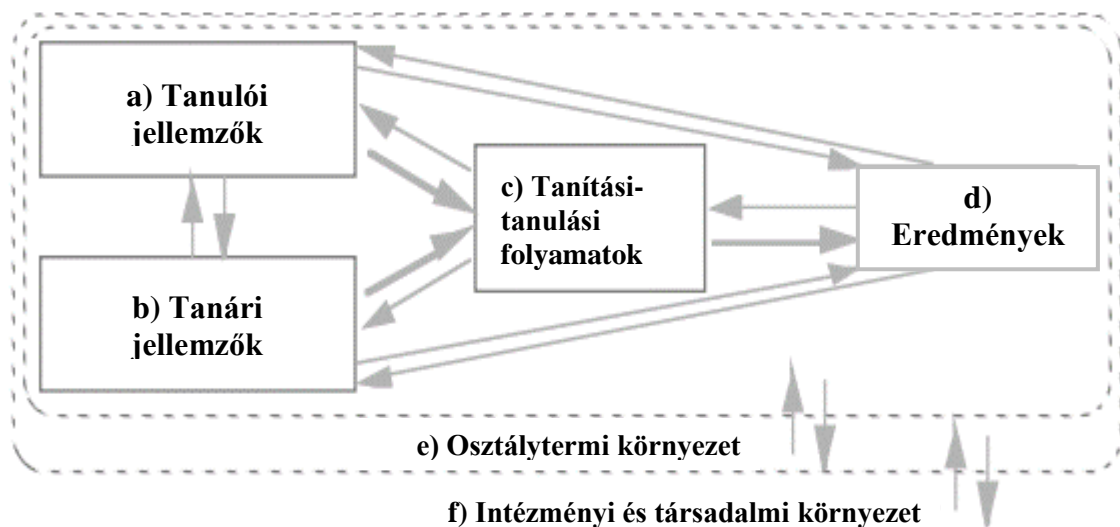 a) Tanulói
jellemzők
c) Tanítási-
tanulási
folyamatok
d)
Eredmények
b) Tanári
jellemzők
e) Osztálytermi környezet
f) Intézményi és társadalmi környezet